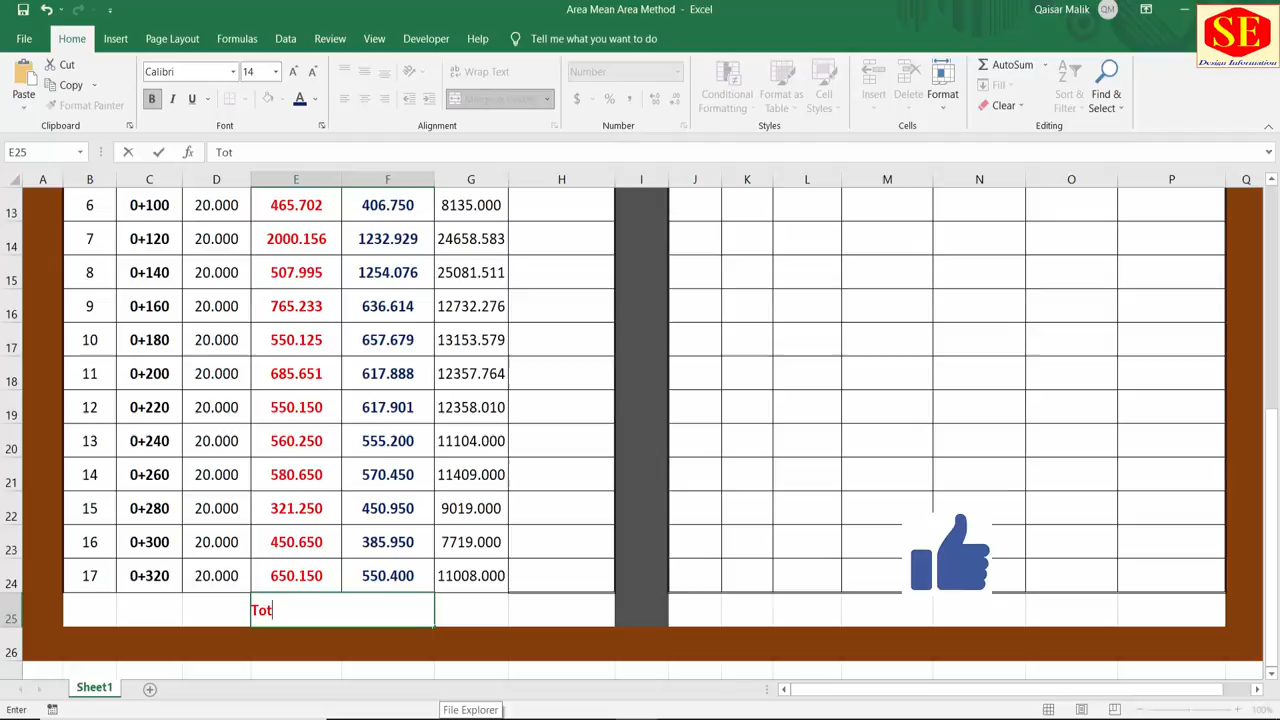 Area Mean Area Method - Excel
Qaisar Malik QM
SE
Design Information
File Home Insert Page Layout Formulas Data Review View Developer Help Tell me what you want to do
Paste
Cut
Copy
Format Painter
Clipboard
Calibri 14
B I U
Font
Wrap Text
Alignment
Number
$ % ,
Number
Conditional Formatting
Format as Table
Cell Styles
Styles
Insert Delete Format
Cells
AutoSum
Fill
Clear
Sort & Filter
Find & Select
Editing
E25 fx Tot
A B C D E F G H I J K L M N O P Q
13 6 0+100 20.000 465.702 406.750 8135.000
14 7 0+120 20.000 2000.156 1232.929 24658.583
15 8 0+140 20.000 507.995 1254.076 25081.511
16 9 0+160 20.000 765.233 636.614 12732.276
17 10 0+180 20.000 550.125 657.679 13153.579
18 11 0+200 20.000 685.651 617.888 12357.764
19 12 0+220 20.000 550.150 617.901 12358.010
20 13 0+240 20.000 560.250 555.200 11104.000
21 14 0+260 20.000 580.650 570.450 11409.000
22 15 0+280 20.000 321.250 450.950 9019.000
23 16 0+300 20.000 450.650 385.950 7719.000
24 17 0+320 20.000 650.150 550.400 11008.000
25 Tot
26
Sheet1
Enter File Explorer 100%